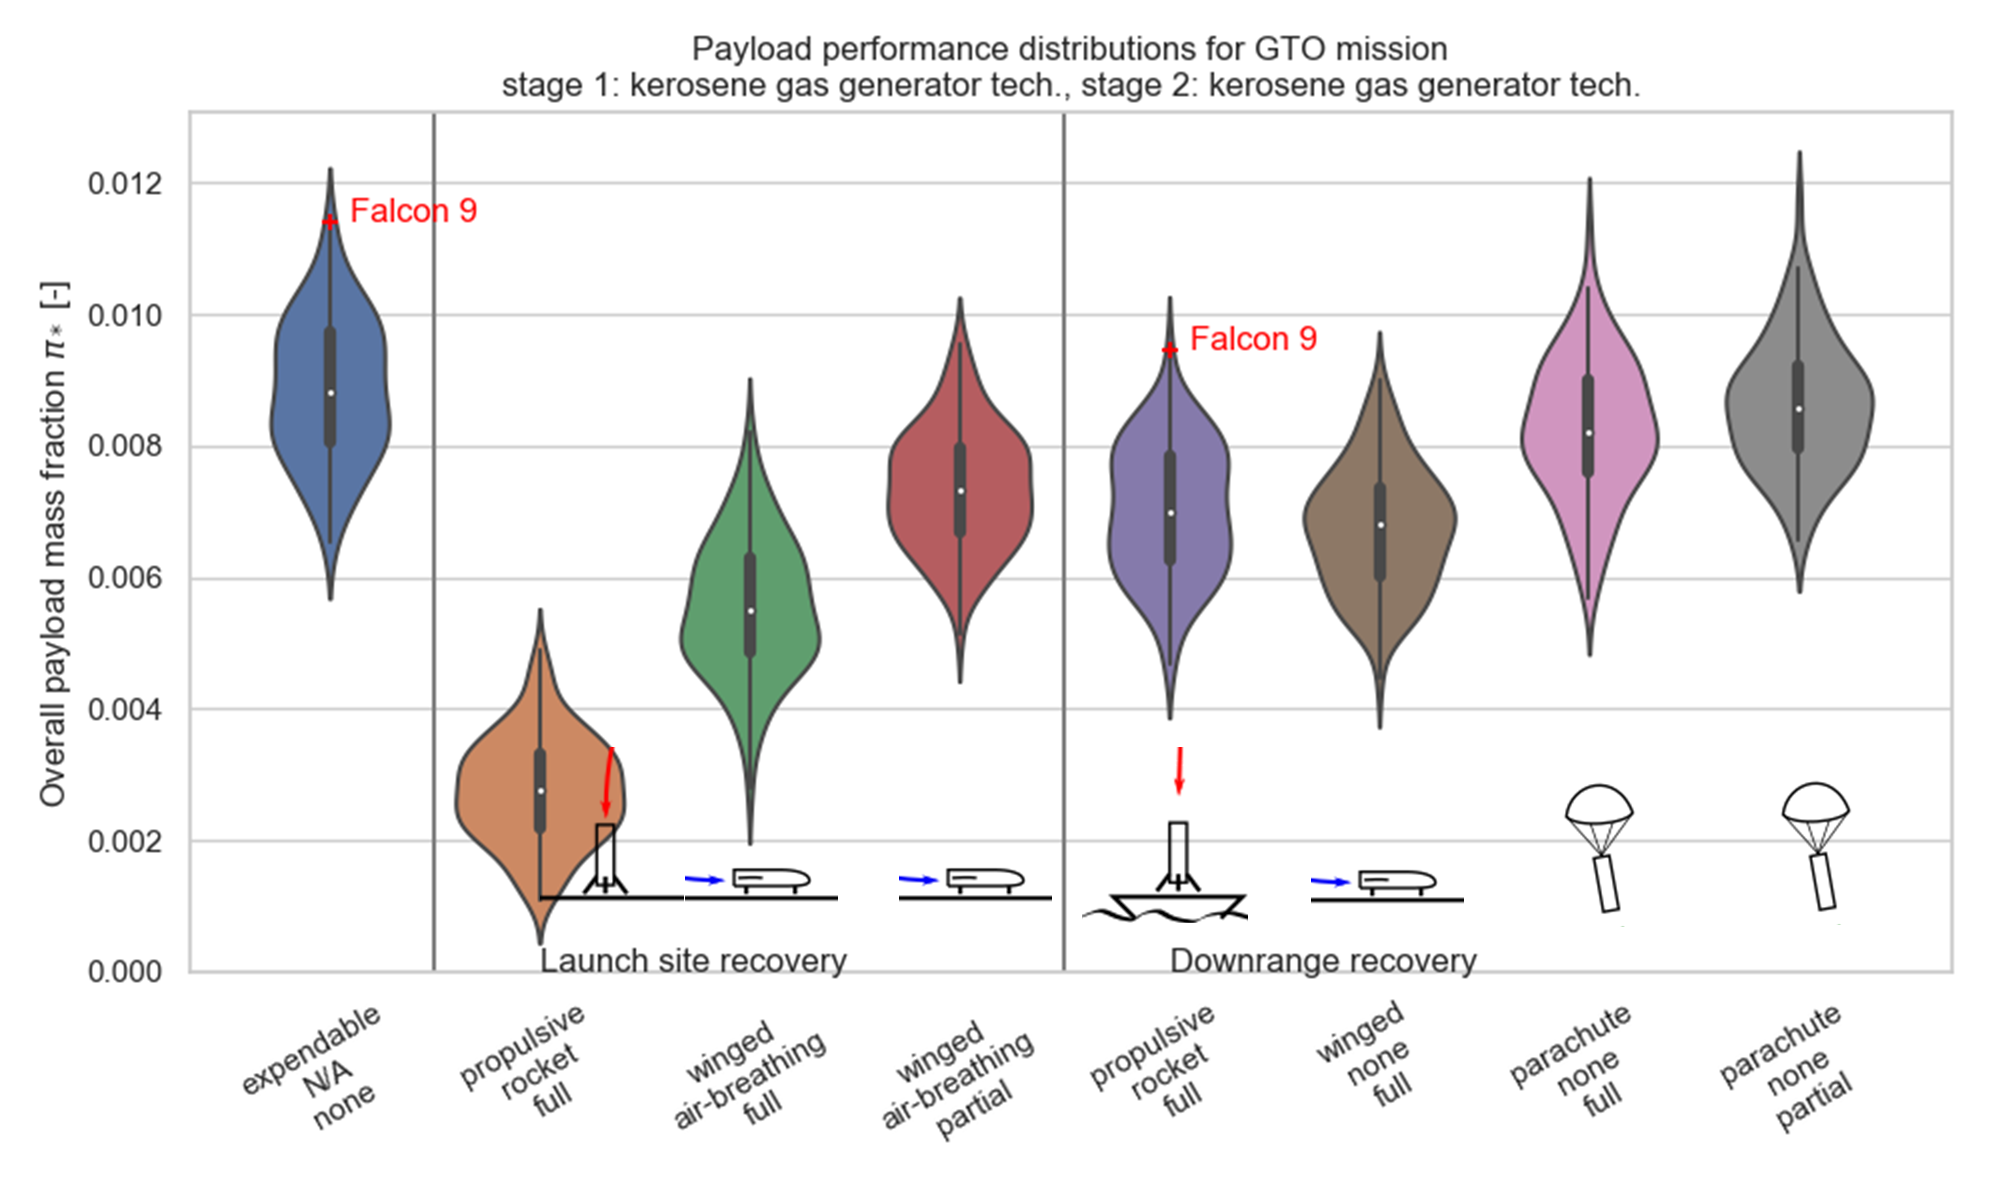 Payload performance distributions for GTO mission
stage 1: kerosene gas generator tech., stage 2: kerosene gas generator tech.
Overall payload mass fraction π* [-]
0.012
0.010
0.008
0.006
0.004
0.002
0.000
Falcon 9
Falcon 9
Launch site recovery
Downrange recovery
expendable
N/A
none
propulsive
rocket
full
winged
air-breathing
full
winged
air-breathing
partial
propulsive
rocket
full
winged
none
full
parachute
none
full
parachute
none
partial